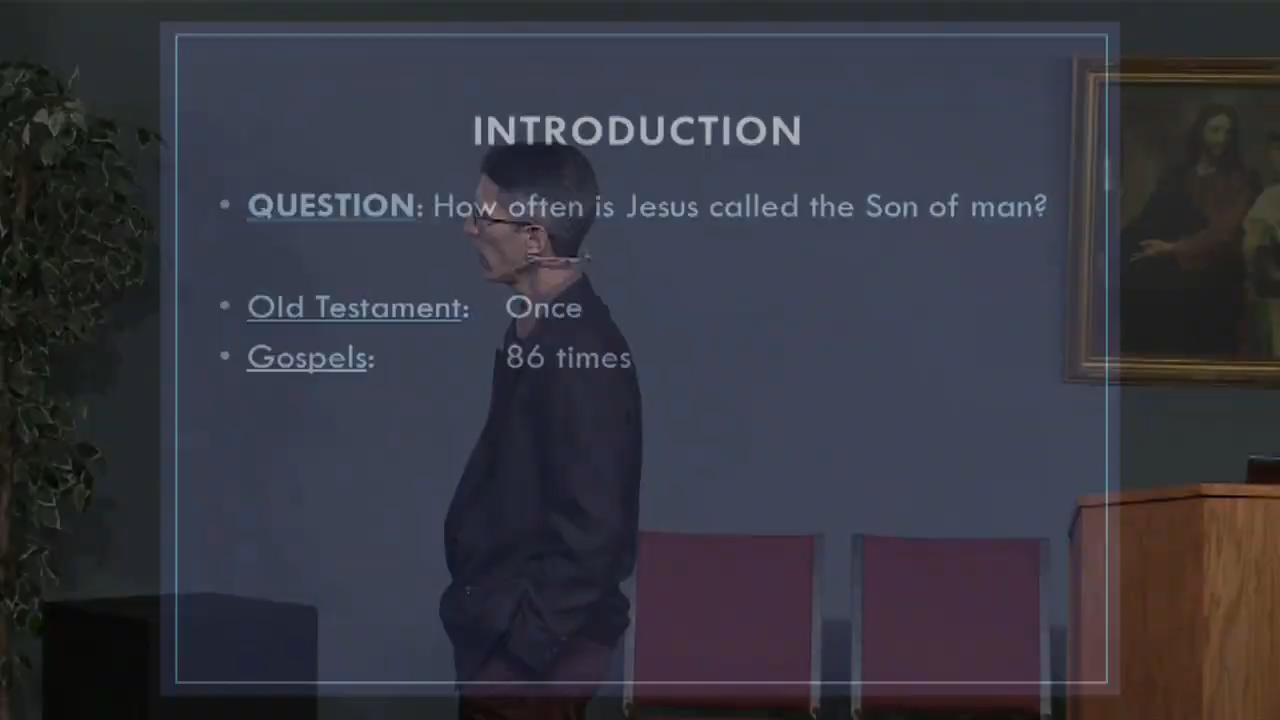 INTRODUCTION
• QUESTION: How often is Jesus called the Son of man?
• Old Testament: Once
• Gospels: 86 times